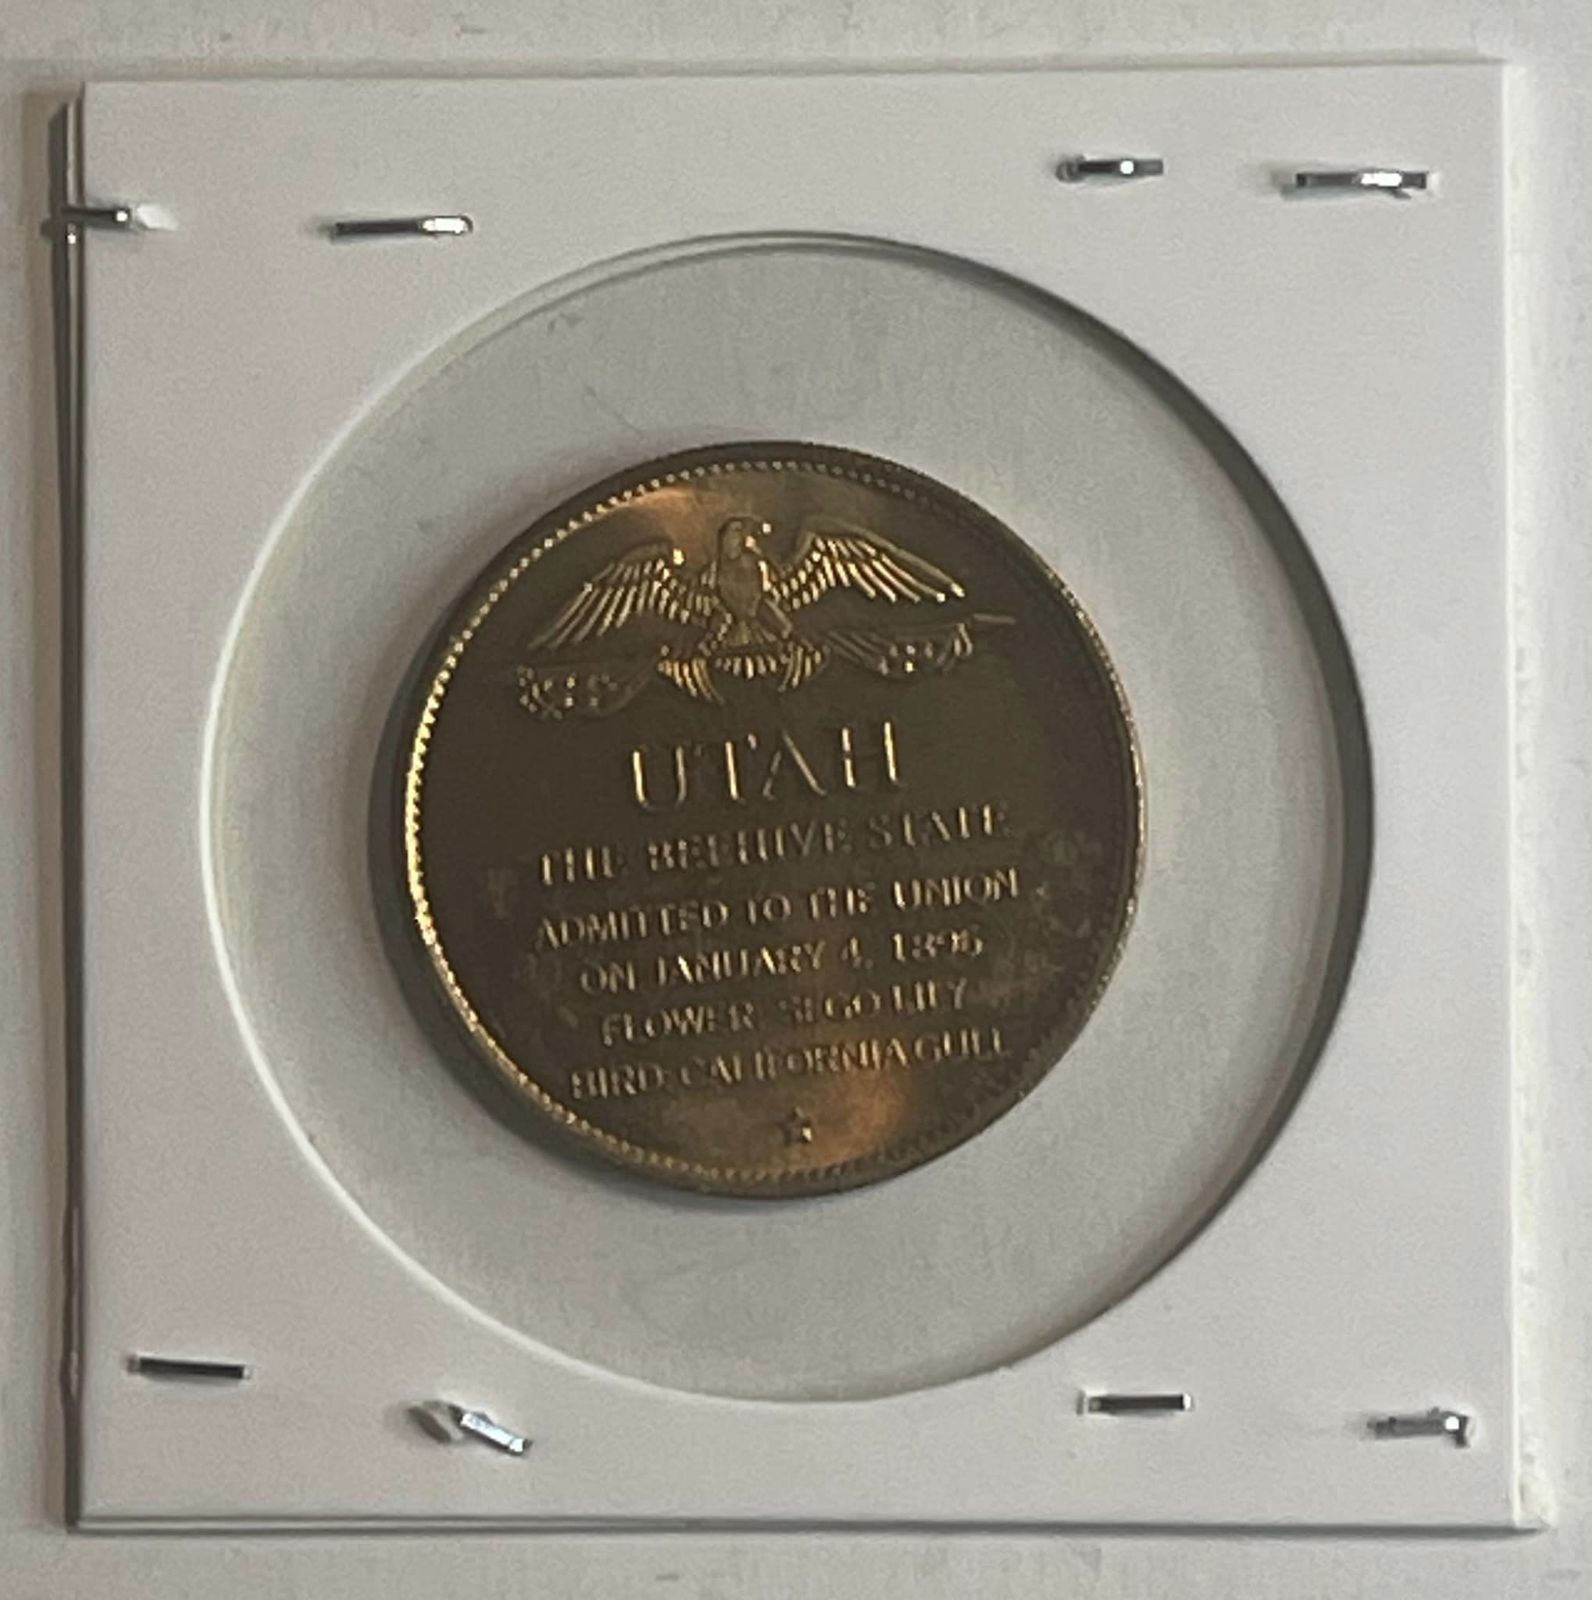 UTAH
THE BEEHIVE STATE
ADMITTED TO THE UNION
ON JANUARY 4, 1896
FLOWER: SEGO LILY
BIRD: CALIFORNIA GULL